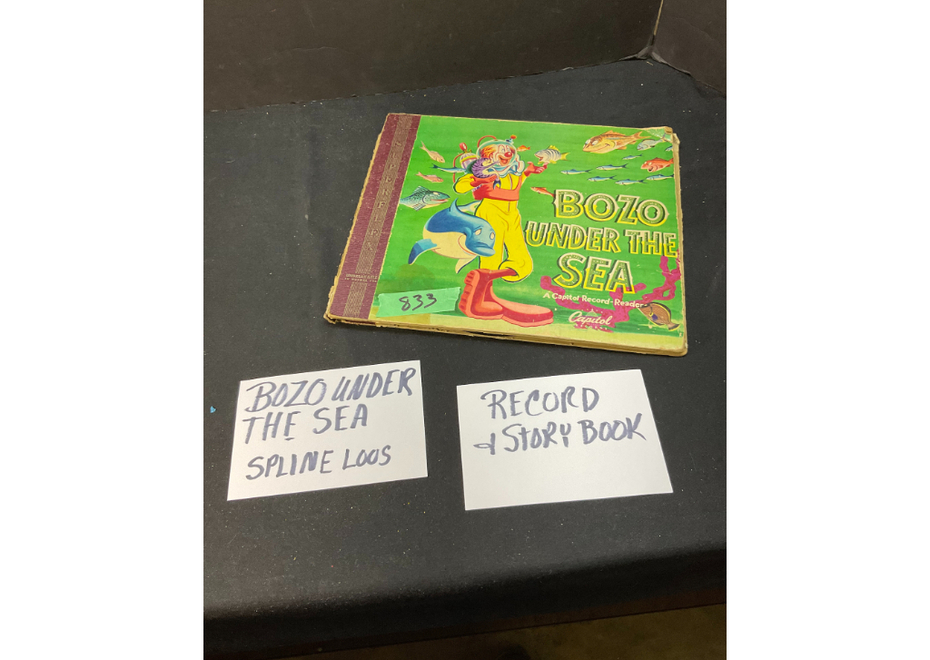 BOZO
UNDER THE
SEA
A Capitol Record-Reader
Capitol
833
BOZO UNDER
THE SEA
SPLINE LOOS
RECORD
& STORY BOOK